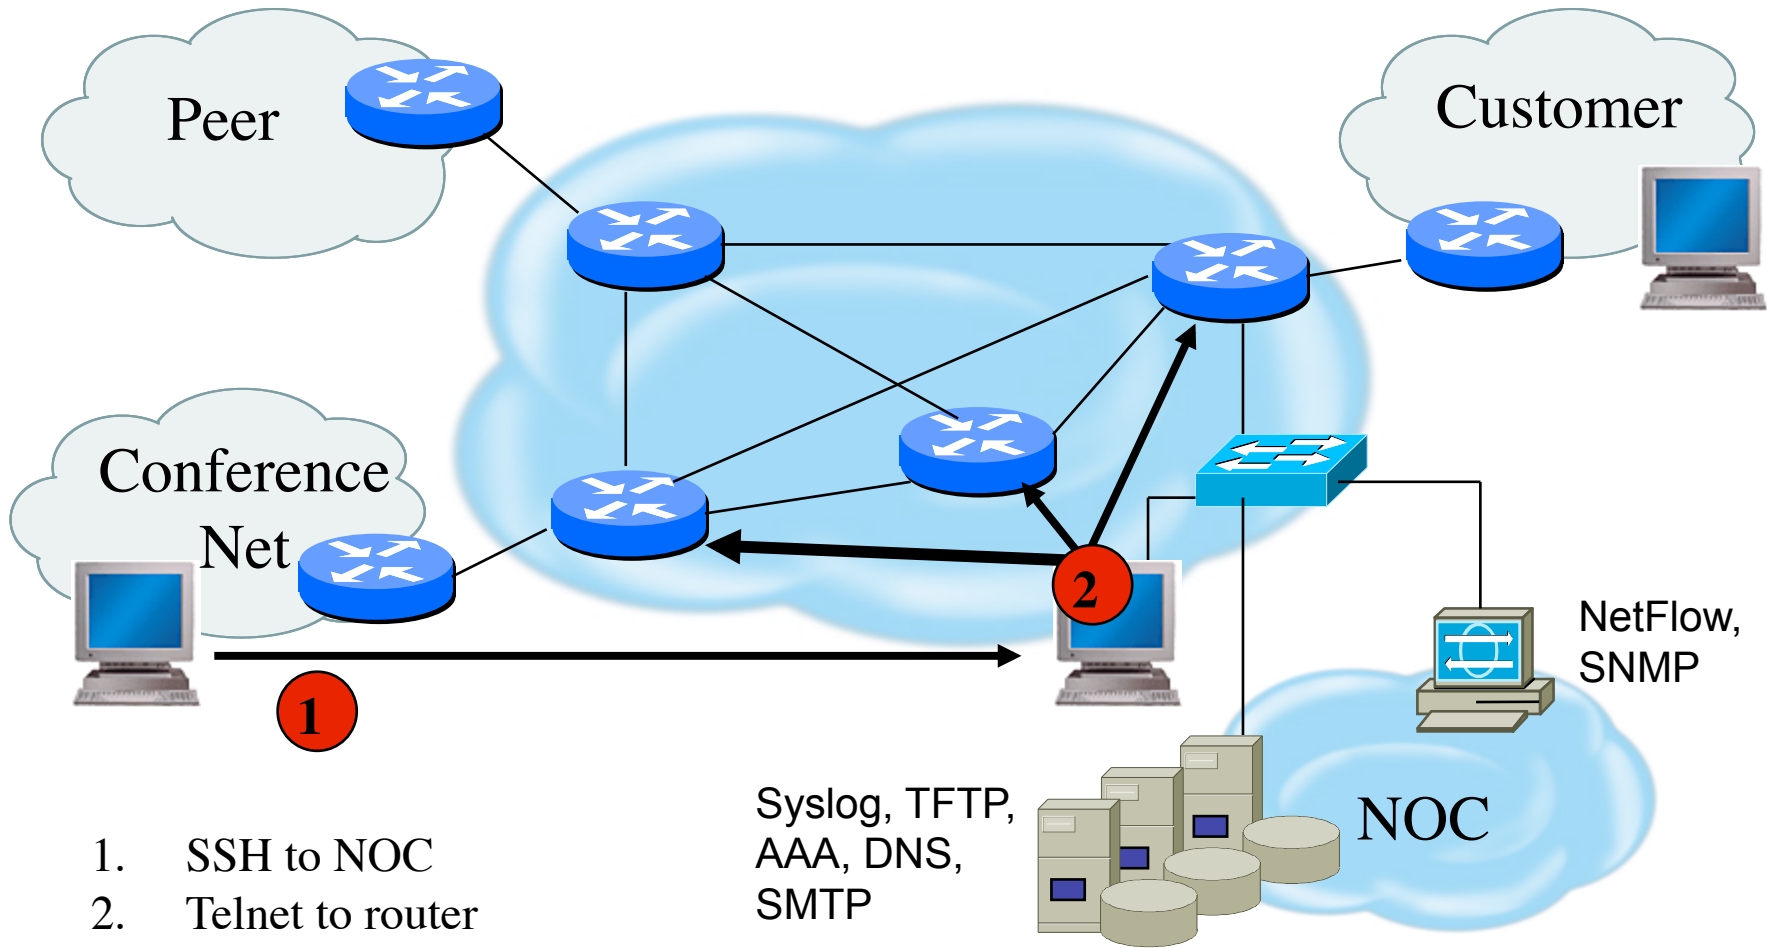 Peer
Customer
Conference
Net
2
1
NetFlow,
SNMP
Syslog, TFTP,
AAA, DNS,
SMTP
NOC
1. SSH to NOC
2. Telnet to router